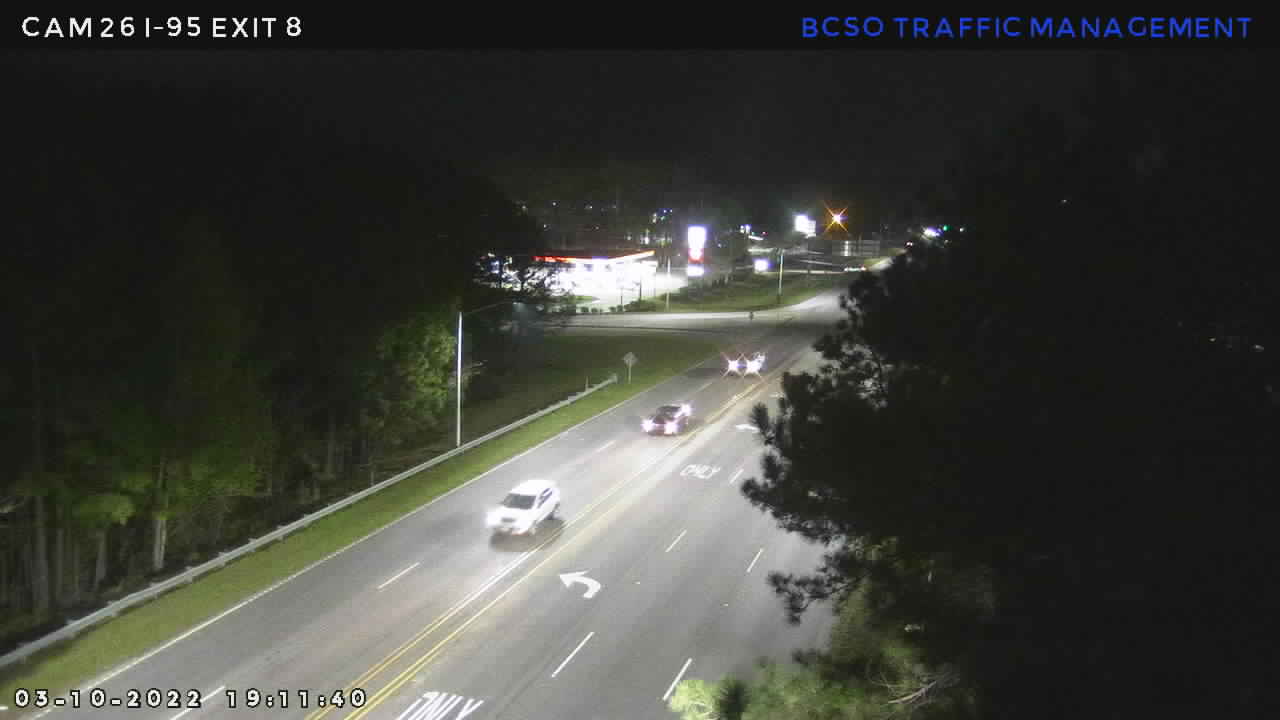 CAM 26 I-95 EXIT 8
BCSO TRAFFIC MANAGEMENT
ONLY
ONLY
03-10-2022 19:11:40